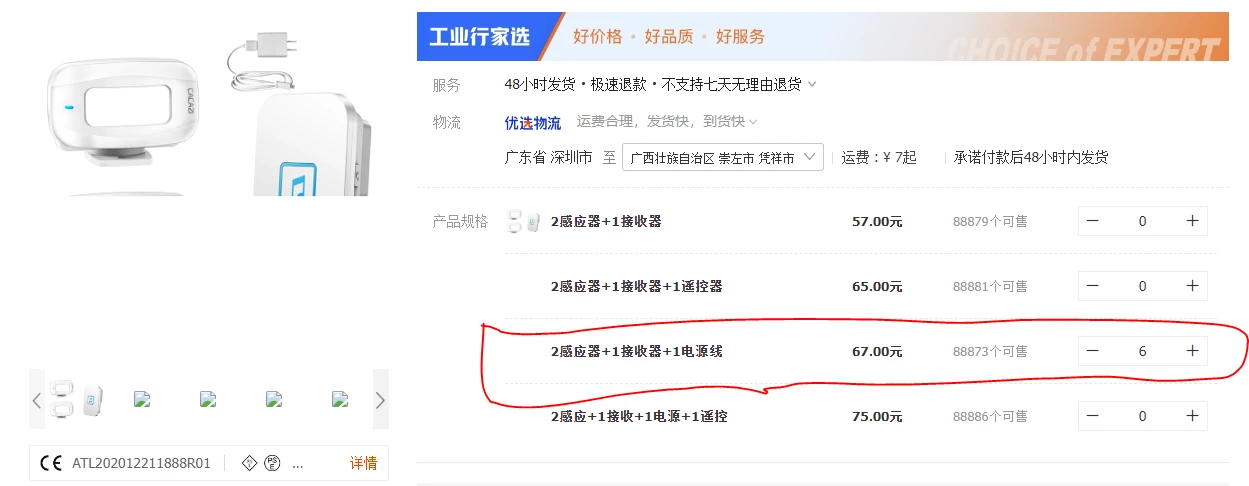 CACAZI
工业行家选
好价格 • 好品质 • 好服务
CHOICE of EXPERT
服务 48小时发货 · 极速退款 · 不支持七天无理由退货
物流 优选物流 运费合理，发货快，到货快
广东省 深圳市 至 广西壮族自治区 崇左市 凭祥市 运费：¥ 7起 承诺付款后48小时内发货
产品规格 2感应器+1接收器 57.00元 88879个可售 − 0 +
2感应器+1接收器+1遥控器 65.00元 88881个可售 − 0 +
2感应器+1接收器+1电源线 67.00元 88873个可售 − 6 +
2感应+1接收+1电源+1遥控 75.00元 88886个可售 − 0 +
CE ATL202012211888R01 PS E ... 详情